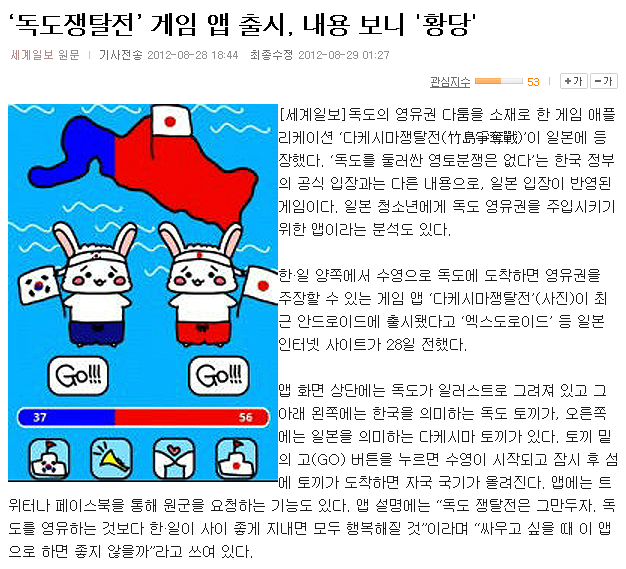 ‘독도쟁탈전’ 게임 앱 출시, 내용 보니 '황당'
세계일보 원문 | 기사전송 2012-08-28 18:44 최종수정 2012-08-29 01:27
관심지수 53 | +가 -가
[세계일보]독도의 영유권 다툼을 소재로 한 게임 애플
리케이션 ‘다케시마쟁탈전(竹島爭奪戰)’이 일본에 등
장했다. ‘독도를 둘러싼 영토분쟁은 없다’는 한국 정부
의 공식 입장과는 다른 내용으로, 일본 입장이 반영된
게임이다. 일본 청소년에게 독도 영유권을 주입시키기
위한 앱이라는 분석도 있다.
한·일 양쪽에서 수영으로 독도에 도착하면 영유권을
주장할 수 있는 게임 앱 ‘다케시마쟁탈전’(사진)이 최
근 안드로이드에 출시됐다고 ‘멕스도로이드’ 등 일본
인터넷 사이트가 28일 전했다.
앱 화면 상단에는 독도가 일러스트로 그려져 있고 그
아래 왼쪽에는 한국을 의미하는 독도 토끼가, 오른쪽
에는 일본을 의미하는 다케시마 토끼가 있다. 토끼 밑
의 고(GO) 버튼을 누르면 수영이 시작되고 잠시 후 섬
에 토끼가 도착하면 자국 국기가 올려진다. 앱에는 트
위터나 페이스북을 통해 원군을 요청하는 기능도 있다. 앱 설명에는 “독도 쟁탈전은 그만두자. 독
도를 영유하는 것보다 한·일이 사이 좋게 지내면 모두 행복해질 것”이라며 “싸우고 싶을 때 이 앱
으로 하면 좋지 않을까”라고 쓰여 있다.
Go!!! Go!!!
37 56